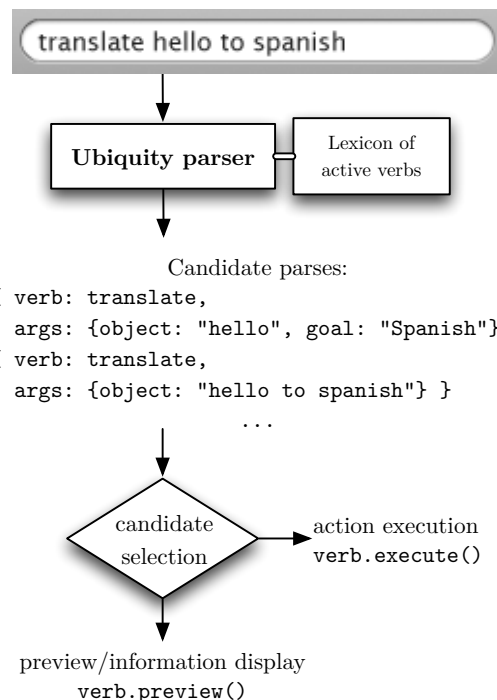 translate hello to spanish
Ubiquity parser
Lexicon of
active verbs
Candidate parses:
{ verb: translate,
args: {object: "hello", goal: "Spanish"}
{ verb: translate,
args: {object: "hello to spanish"} }
...
candidate
selection
action execution
verb.execute()
preview/information display
verb.preview()